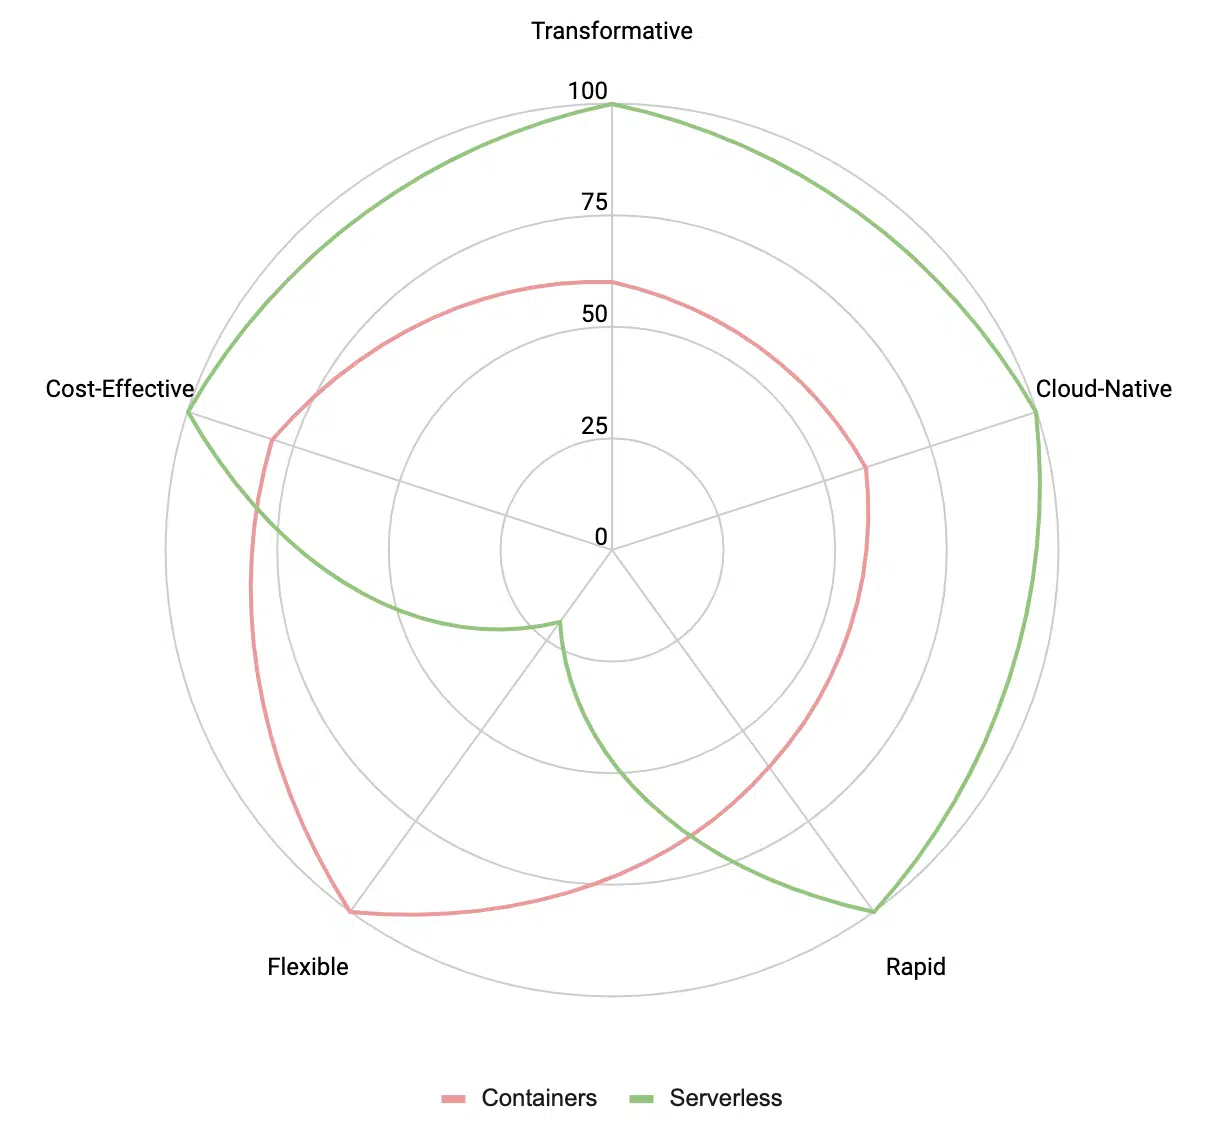 Transformative
100
75
50
25
0
Cost-Effective
Cloud-Native
Flexible
Rapid
Containers
Serverless